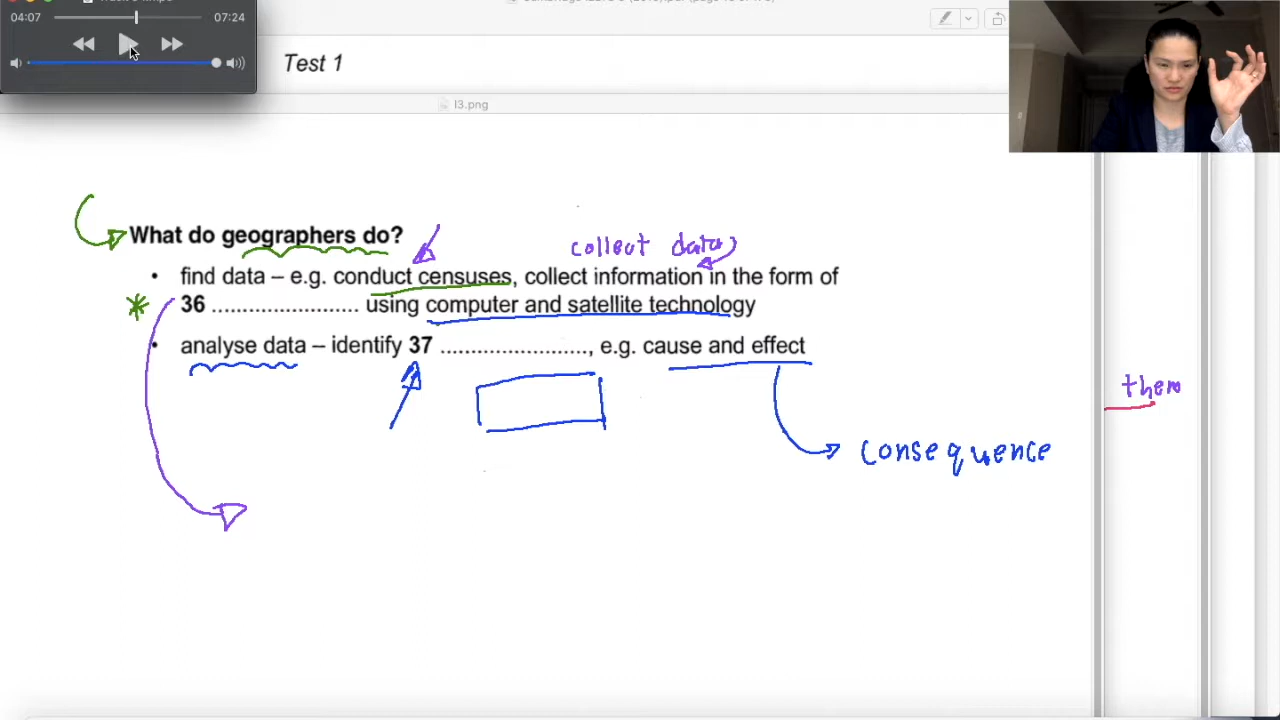 04:07
07:24
Test 1
I3.png
What do geographers do?
collect data
• find data – e.g. conduct censuses, collect information in the form of
* 36 ........................ using computer and satellite technology
• analyse data – identify 37 ........................, e.g. cause and effect
them
consequence